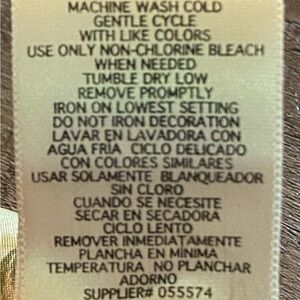 MACHINE WASH COLD
GENTLE CYCLE
WITH LIKE COLORS
USE ONLY NON-CHLORINE BLEACH
WHEN NEEDED
TUMBLE DRY LOW
REMOVE PROMPTLY
IRON ON LOWEST SETTING
DO NOT IRON DECORATION
LAVAR EN LAVADORA CON
AGUA FRIA CICLO DELICADO
CON COLORES SIMILARES
USAR SOLAMENTE BLANQUEADOR
SIN CLORO
CUANDO SE NECESITE
SECAR EN SECADORA
CICLO LENTO
REMOVER INMEDIATAMENTE
PLANCHA EN MINIMA
TEMPERATURA NO PLANCHAR
ADORNO
SUPPLIER# 055574